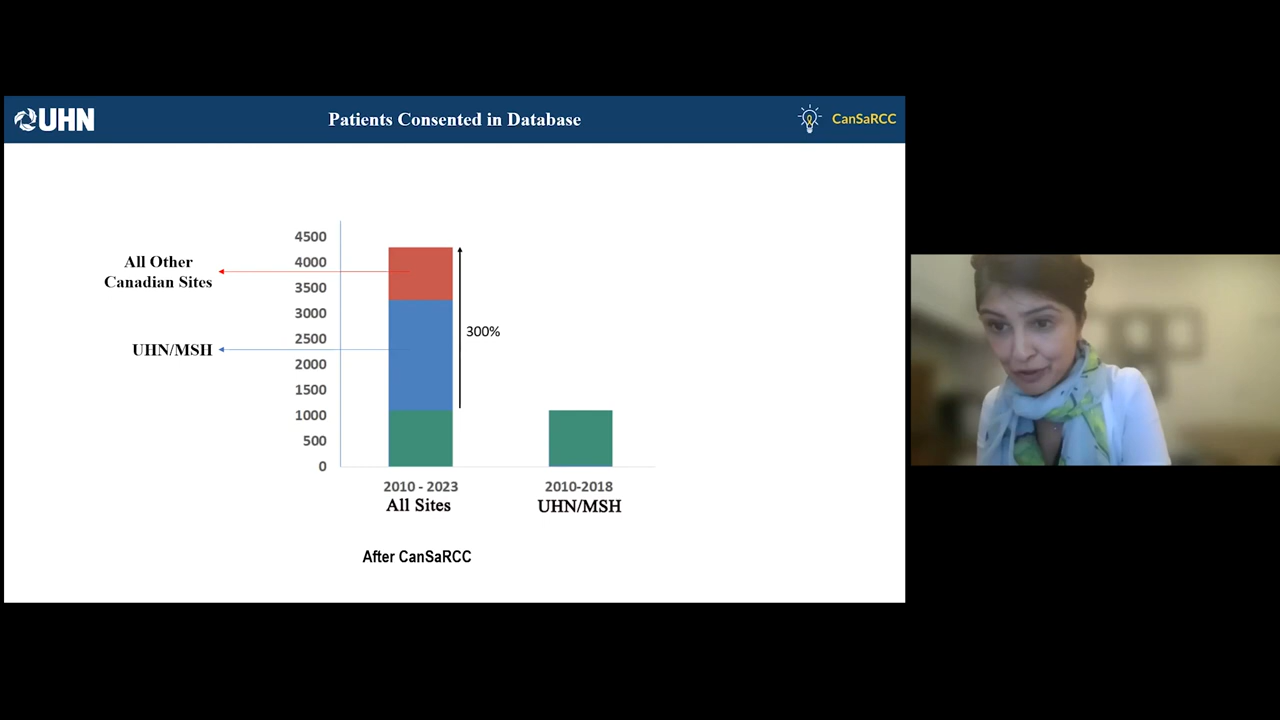 UHN
Patients Consented in Database
CanSaRCC
4500
4000
3500
3000
2500
2000
1500
1000
500
0
All Other
Canadian Sites
UHN/MSH
300%
2010 - 2023
All Sites
2010-2018
UHN/MSH
After CanSaRCC